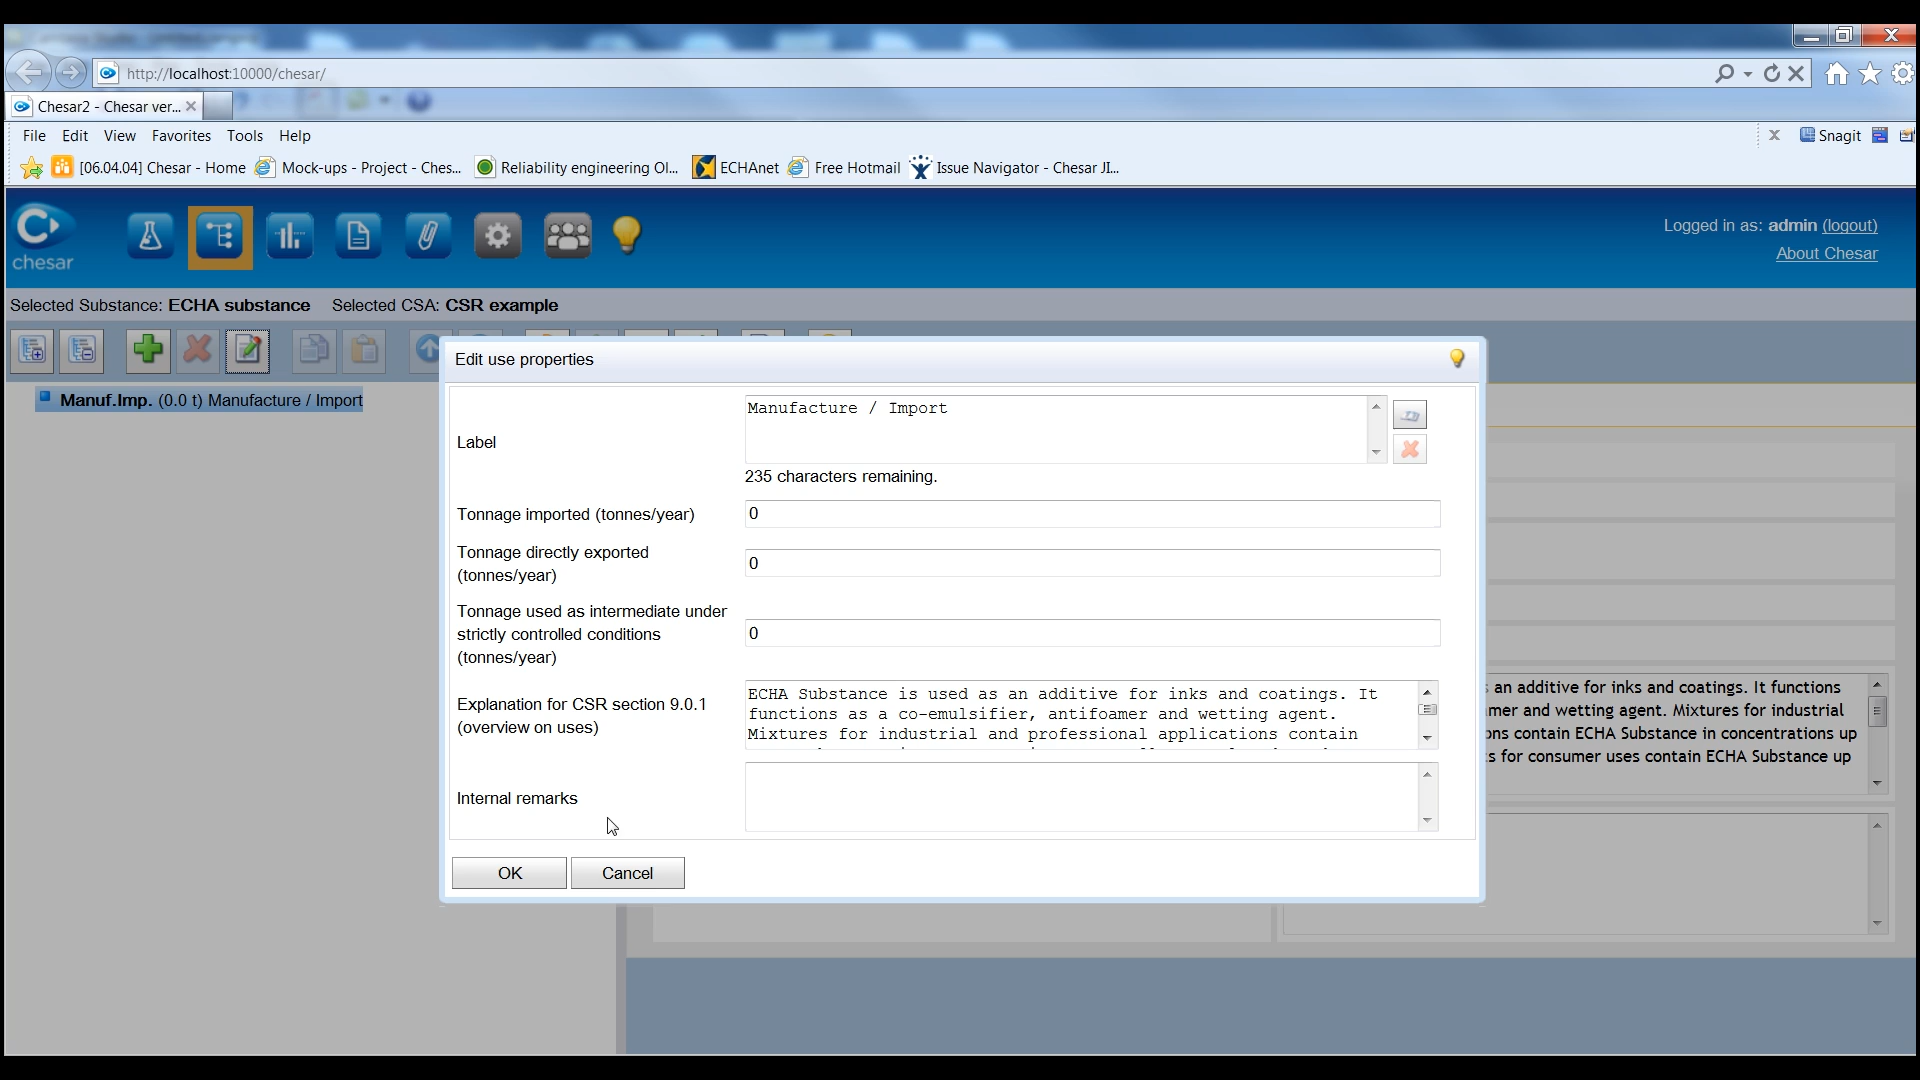 http://localhost:10000/chesar/
Chesar2 - Chesar ver...
File Edit View Favorites Tools Help
Snagit
[06.04.04] Chesar - Home Mock-ups - Project - Ches... Reliability engineering Ol... ECHAnet Free Hotmail Issue Navigator - Chesar JI...
chesar
Logged in as: admin (logout)
About Chesar
Selected Substance: ECHA substance Selected CSA: CSR example
Manuf.Imp. (0.0 t) Manufacture / Import
Edit use properties
Label
Manufacture / Import
235 characters remaining.
Tonnage imported (tonnes/year)
0
Tonnage directly exported
(tonnes/year)
0
Tonnage used as intermediate under
strictly controlled conditions
(tonnes/year)
0
Explanation for CSR section 9.0.1
(overview on uses)
ECHA Substance is used as an additive for inks and coatings. It
functions as a co-emulsifier, antifoamer and wetting agent.
Mixtures for industrial and professional applications contain
Internal remarks
OK Cancel
an additive for inks and coatings. It functions
and wetting agent. Mixtures for industrial
contain ECHA Substance in concentrations up
for consumer uses contain ECHA Substance up